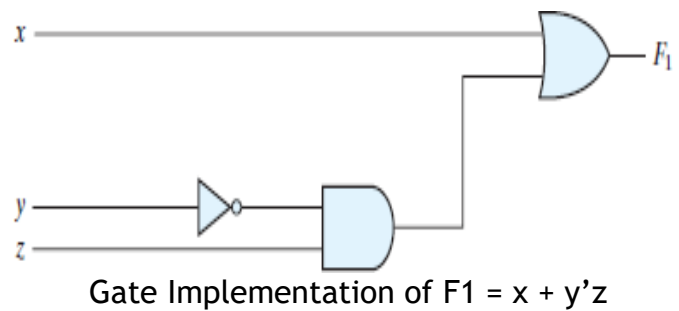 x
F₁
y
z
Gate Implementation of F1 = x + y’z